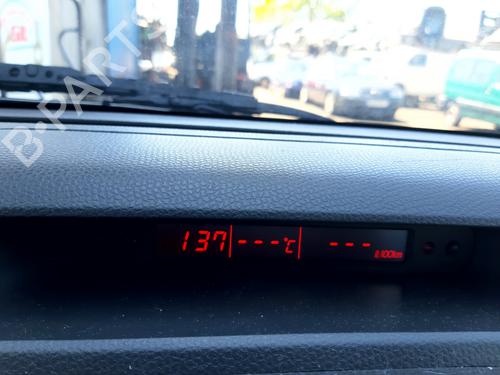 B-PARTS
137 ---°C ---
ℓ/100km